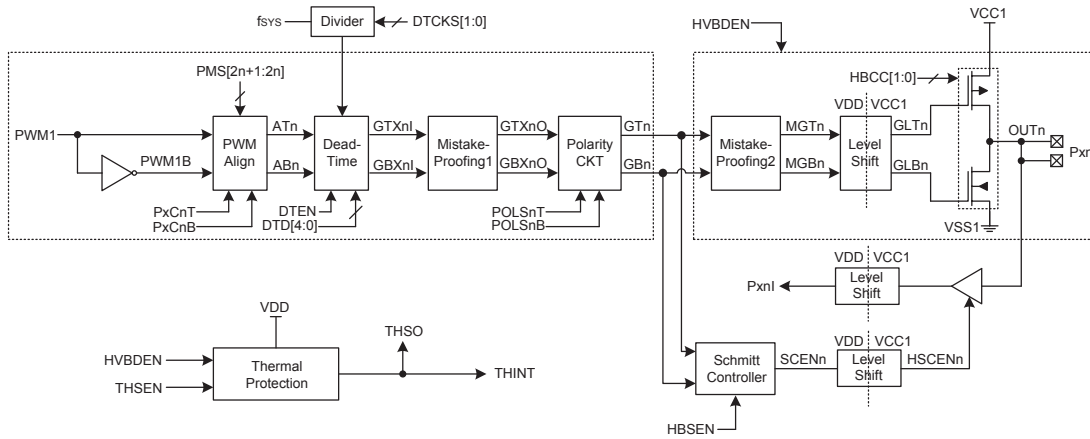 fSYS
Divider
DTCKS[1:0]
HVBDEN
VCC1
PMS[2n+1:2n]
HBCC[1:0]
PWM1
PWM1B
PWM
Align
ATn
ABn
Dead-
Time
GTXnI
GBXnI
Mistake-
Proofing1
GTXnO
GBXnO
Polarity
CKT
GTn
GBn
Mistake-
Proofing2
MGTn
MGBn
VDD
VCC1
Level
Shift
GLTn
GLBn
OUTn
Pxn
PxCnT
PxCnB
DTEN
DTD[4:0]
POLSnT
POLSnB
VSS1
PxnI
VDD
VCC1
Level
Shift
VDD
HVBDEN
THSEN
Thermal
Protection
THSO
THINT
Schmitt
Controller
SCENn
VDD
VCC1
Level
Shift
HSCENn
HBSEN